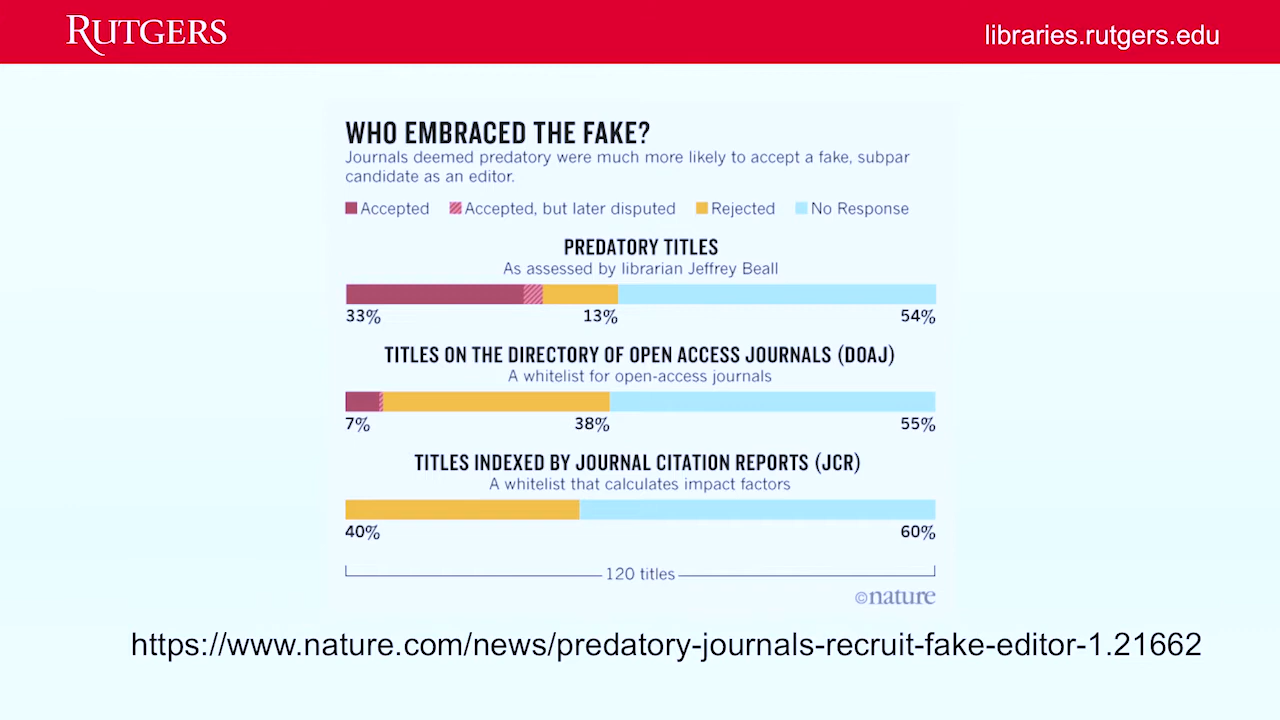 RUTGERS
libraries.rutgers.edu
WHO EMBRACED THE FAKE?
Journals deemed predatory were much more likely to accept a fake, subpar
candidate as an editor.
Accepted Accepted, but later disputed Rejected No Response
PREDATORY TITLES
As assessed by librarian Jeffrey Beall
33% 13% 54%
TITLES ON THE DIRECTORY OF OPEN ACCESS JOURNALS (DOAJ)
A whitelist for open-access journals
7% 38% 55%
TITLES INDEXED BY JOURNAL CITATION REPORTS (JCR)
A whitelist that calculates impact factors
40% 60%
120 titles
©nature
https://www.nature.com/news/predatory-journals-recruit-fake-editor-1.21662